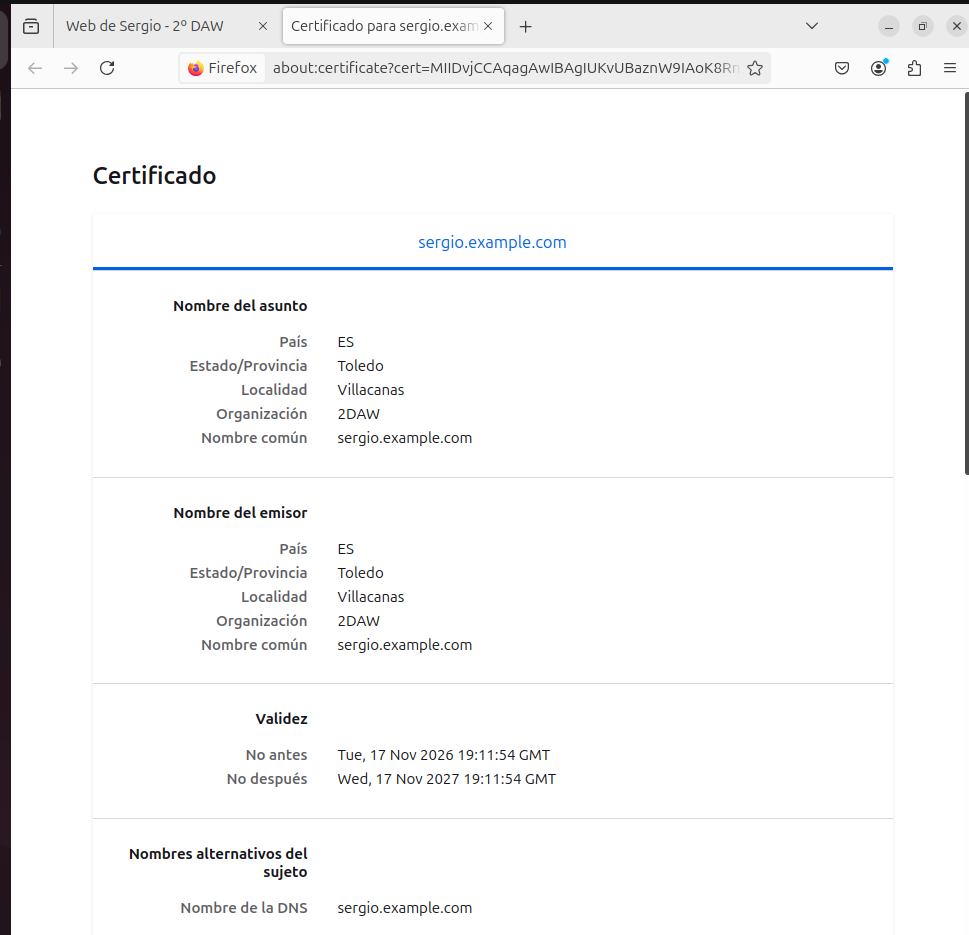 Web de Sergio - 2º DAW
Certificado para sergio.exam
Firefox about:certificate?cert=MIIDvjCCAqagAwIBAgIUKvUBaznW9IAoK8Rn
Certificado
sergio.example.com
Nombre del asunto
País ES
Estado/Provincia Toledo
Localidad Villacanas
Organización 2DAW
Nombre común sergio.example.com
Nombre del emisor
País ES
Estado/Provincia Toledo
Localidad Villacanas
Organización 2DAW
Nombre común sergio.example.com
Validez
No antes Tue, 17 Nov 2026 19:11:54 GMT
No después Wed, 17 Nov 2027 19:11:54 GMT
Nombres alternativos del
sujeto
Nombre de la DNS sergio.example.com